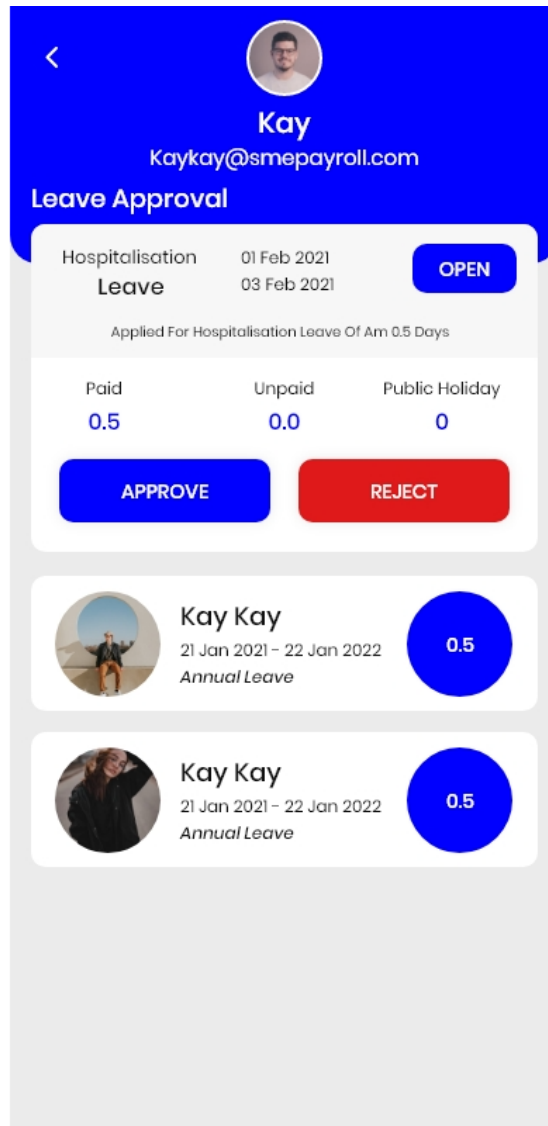 Kay
Kaykay@smepayroll.com
Leave Approval
Hospitalisation
Leave
01 Feb 2021
03 Feb 2021
OPEN
Applied For Hospitalisation Leave Of Am 0.5 Days
Paid
Unpaid
Public Holiday
0.5
0.0
0
APPROVE
REJECT
Kay Kay
21 Jan 2021 - 22 Jan 2022
Annual Leave
0.5
Kay Kay
21 Jan 2021 - 22 Jan 2022
Annual Leave
0.5